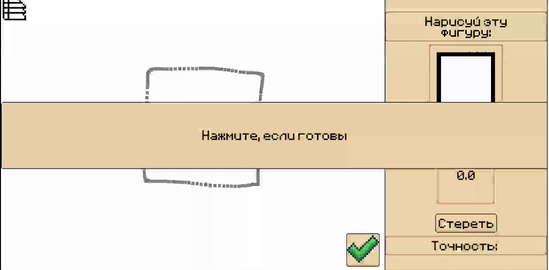 Нарисуй эту
фигуру:
Нажмите, если готовы
0.0
Стереть
Точность: